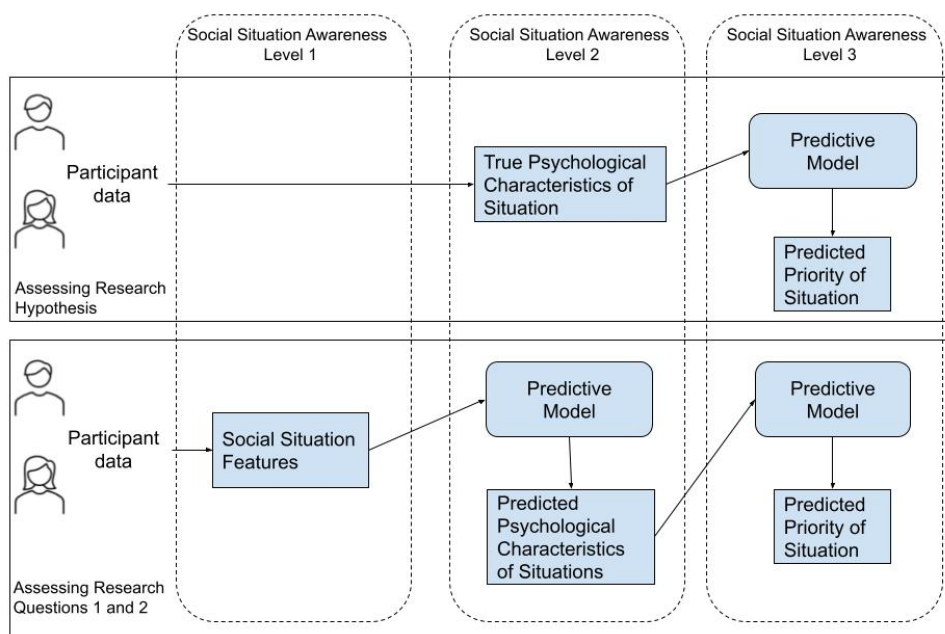 Social Situation Awareness
Level 1
Social Situation Awareness
Level 2
Social Situation Awareness
Level 3
Participant
data
True Psychological
Characteristics of
Situation
Predictive
Model
Predicted
Priority of
Situation
Assessing Research
Hypothesis
Participant
data
Social Situation
Features
Predictive
Model
Predicted
Psychological
Characteristics
of Situations
Predictive
Model
Predicted
Priority of
Situation
Assessing Research
Questions 1 and 2